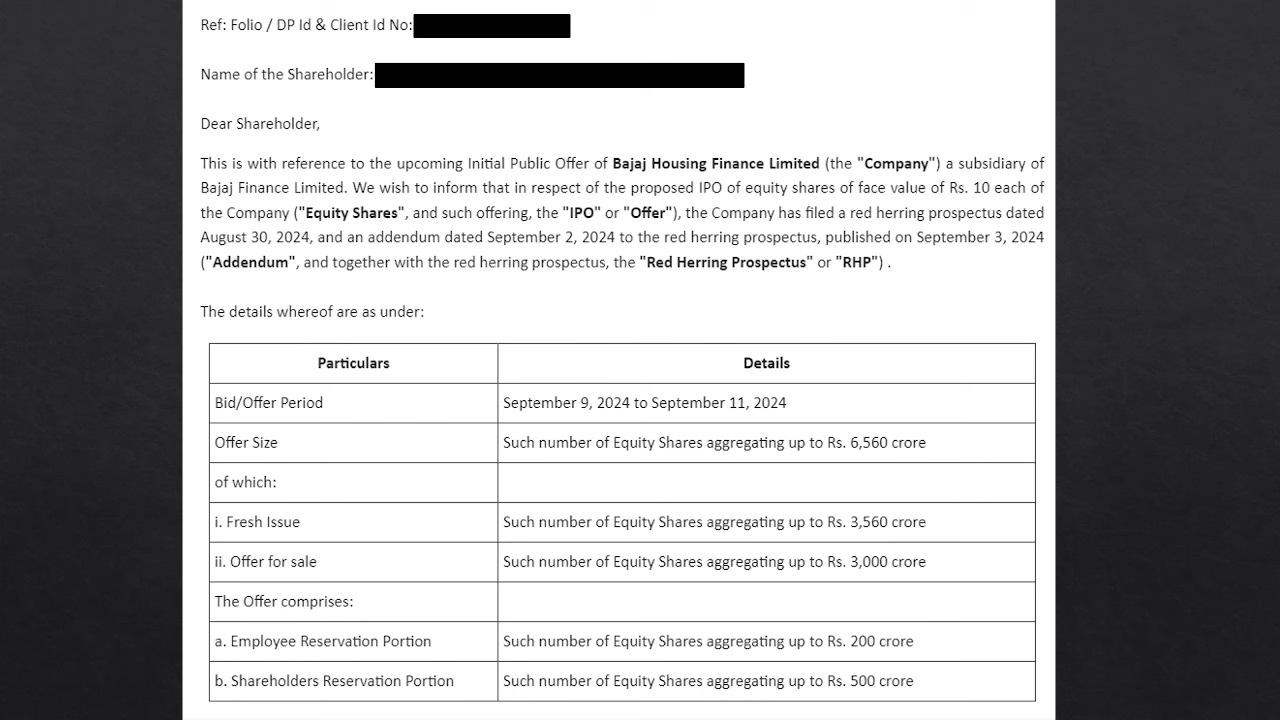 Ref: Folio / DP Id & Client Id No:
Name of the Shareholder:
Dear Shareholder,
This is with reference to the upcoming Initial Public Offer of Bajaj Housing Finance Limited (the "Company") a subsidiary of
Bajaj Finance Limited. We wish to inform that in respect of the proposed IPO of equity shares of face value of Rs. 10 each of
the Company ("Equity Shares", and such offering, the "IPO" or "Offer"), the Company has filed a red herring prospectus dated
August 30, 2024, and an addendum dated September 2, 2024 to the red herring prospectus, published on September 3, 2024
("Addendum", and together with the red herring prospectus, the "Red Herring Prospectus" or "RHP") .
The details whereof are as under:
Particulars Details
Bid/Offer Period September 9, 2024 to September 11, 2024
Offer Size Such number of Equity Shares aggregating up to Rs. 6,560 crore
of which:
i. Fresh Issue Such number of Equity Shares aggregating up to Rs. 3,560 crore
ii. Offer for sale Such number of Equity Shares aggregating up to Rs. 3,000 crore
The Offer comprises:
a. Employee Reservation Portion Such number of Equity Shares aggregating up to Rs. 200 crore
b. Shareholders Reservation Portion Such number of Equity Shares aggregating up to Rs. 500 crore